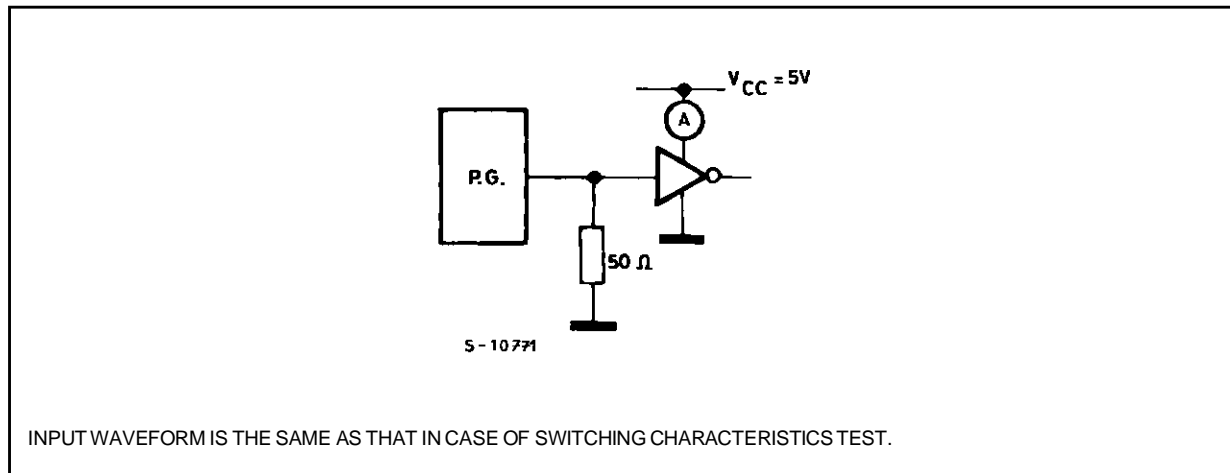 V CC = 5V
A
P.G.
50 Ω
S-10771
INPUT WAVEFORM IS THE SAME AS THAT IN CASE OF SWITCHING CHARACTERISTICS TEST.